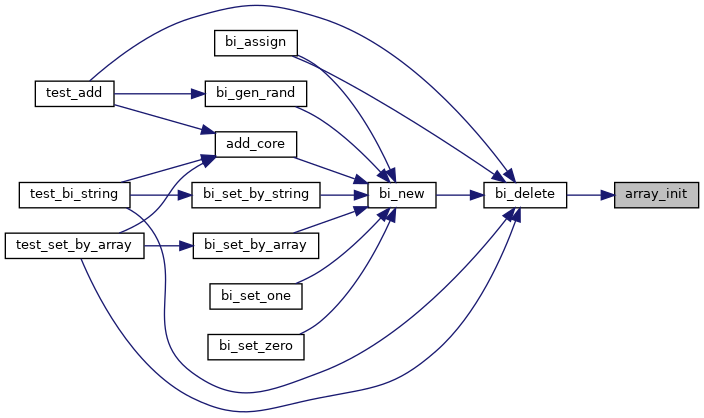 bi_assign
test_add
bi_gen_rand
add_core
test_bi_string
bi_set_by_string
bi_new
bi_delete
array_init
test_set_by_array
bi_set_by_array
bi_set_one
bi_set_zero